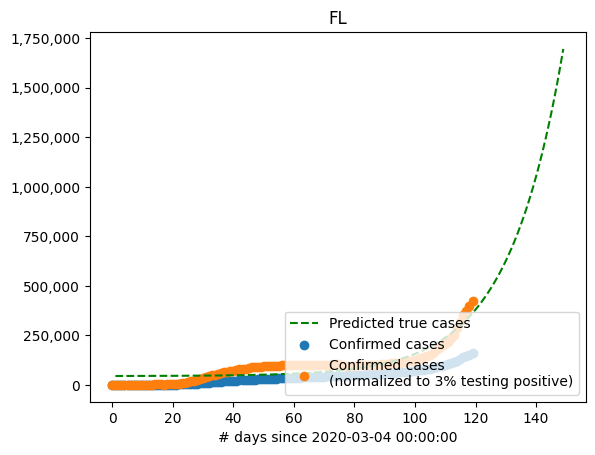 FL
1,750,000
1,500,000
1,250,000
1,000,000
750,000
500,000
250,000
0
Predicted true cases
Confirmed cases
Confirmed cases
(normalized to 3% testing positive)
0 20 40 60 80 100 120 140
# days since 2020-03-04 00:00:00